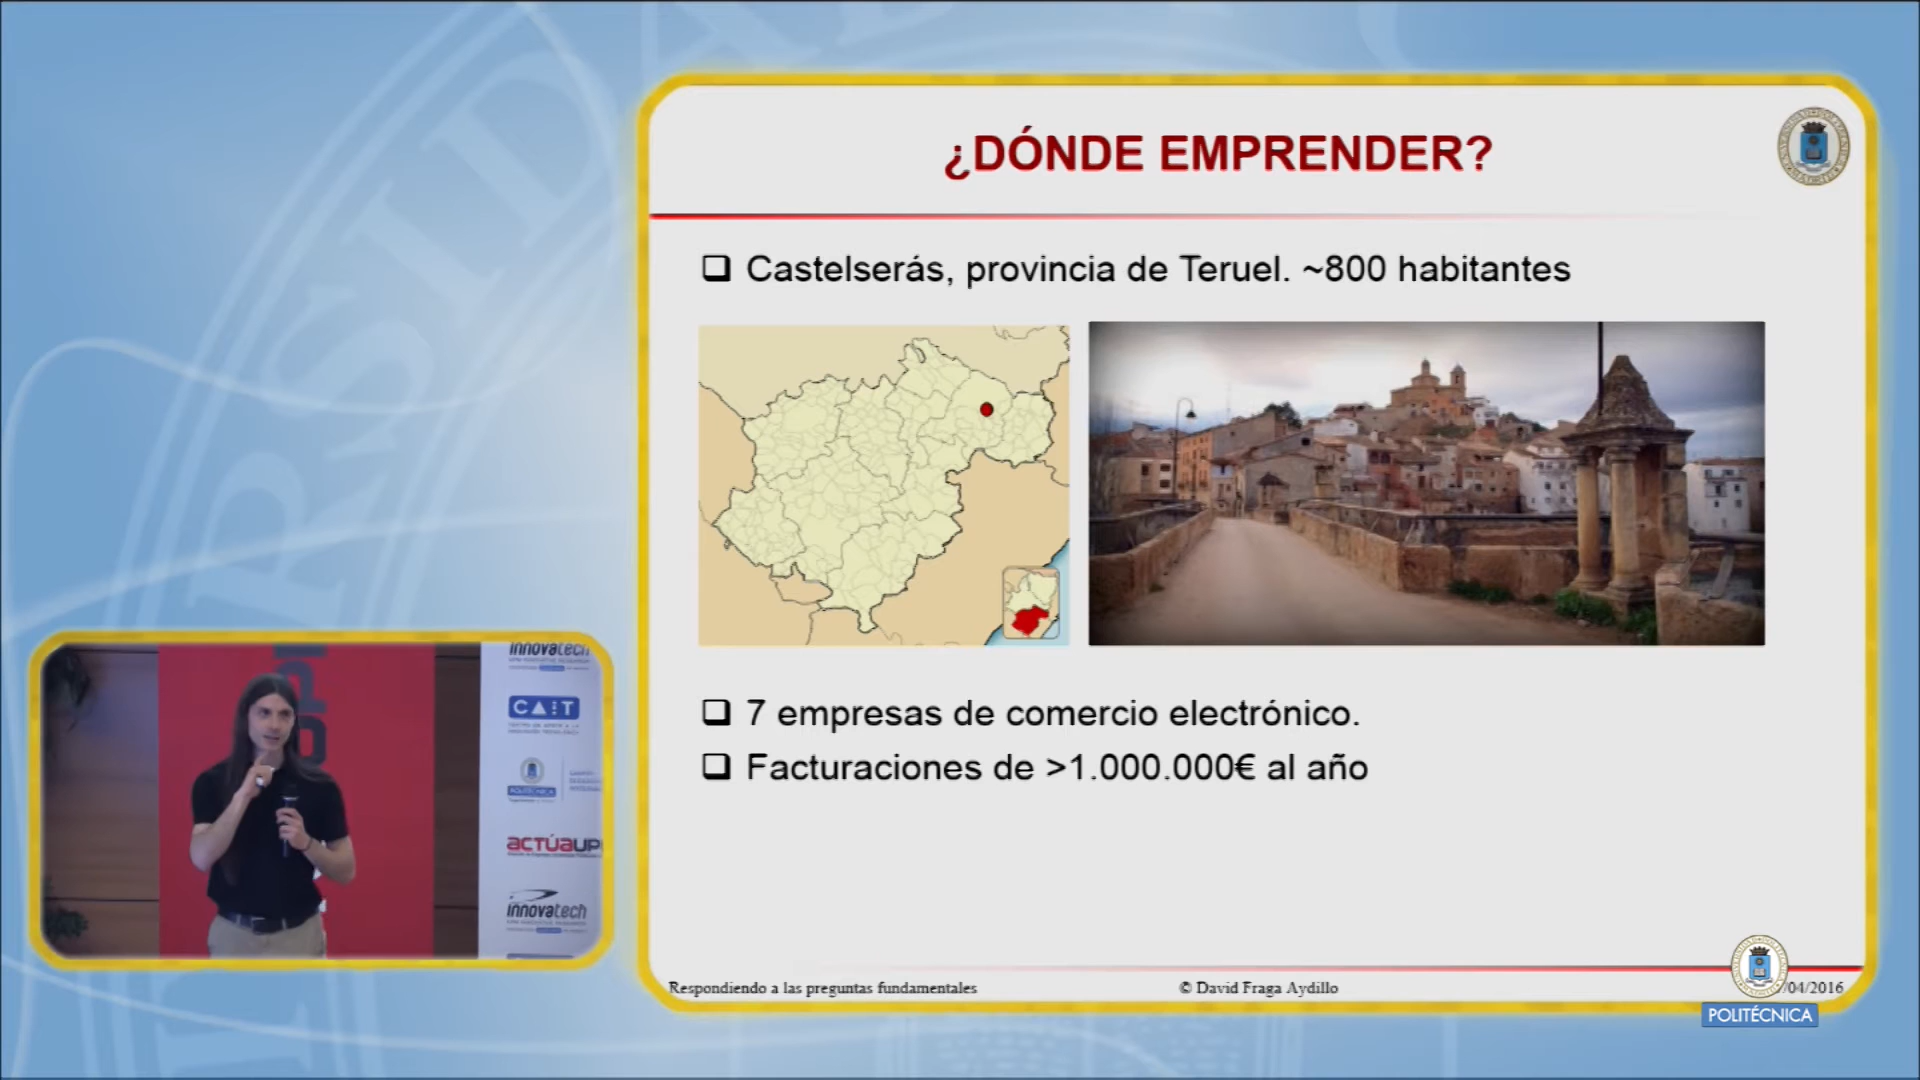 ¿DÓNDE EMPRENDER?
Castelserás, provincia de Teruel. ~800 habitantes
7 empresas de comercio electrónico.
Facturaciones de >1.000.000€ al año
Respondiendo a las preguntas fundamentales
© David Fraga Aydillo
/04/2016
POLITÉCNICA
innovatech
CAIT
POLITÉCNICA
actúaUP
innovatech